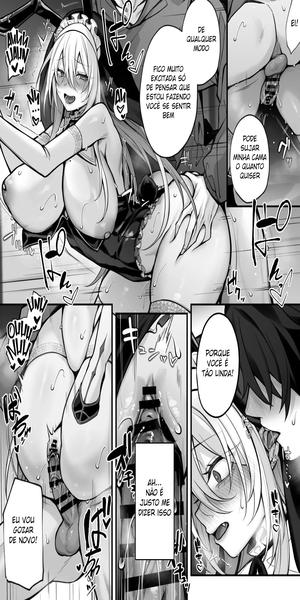 EI!
DE
QUALQUER
MODO
FICO MUITO
EXCITADA SÓ
DE PENSAR QUE
ESTOU FAZENDO
VOCÊ SE SENTIR
BEM
PODE
SUJAR MINHA
CAMA O QUANTO
QUISER
PORQUE
VOCÊ É
TÃO LINDA!
AH...
NÃO É
JUSTO ME
DIZER ISSO
EU VOU
GOZAR
DE NOVO!